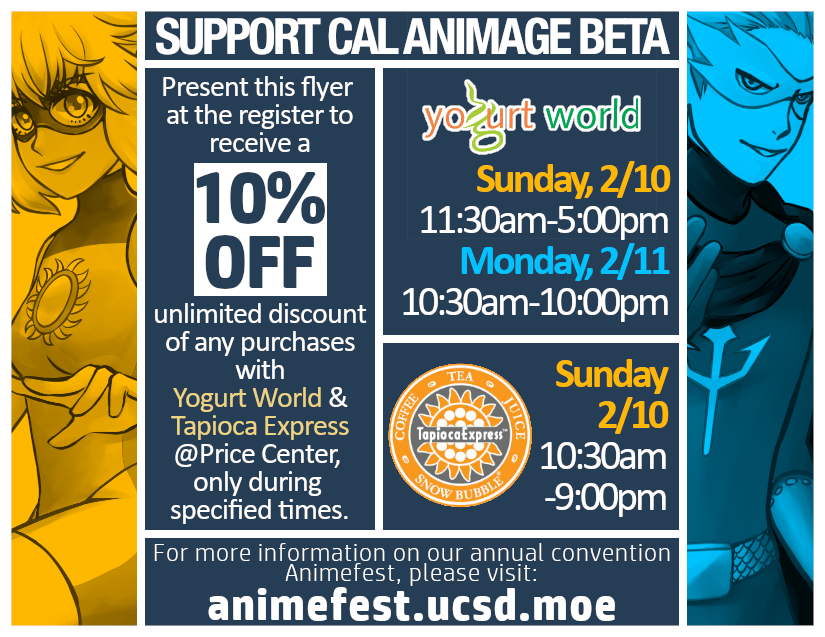 SUPPORT CAL ANIMAGE BETA
Present this flyer
at the register to
receive a
10%
OFF
unlimited discount
of any purchases
with
Yogurt World &
Tapioca Express
@Price Center,
only during
specified times.
yogurt world
Sunday, 2/10
11:30am-5:00pm
Monday, 2/11
10:30am-10:00pm
COFFEE TEA JUICE
TapiocaExpress™
SNOW BUBBLE®
Sunday
2/10
10:30am
-9:00pm
For more information on our annual convention
Animefest, please visit:
animefest.ucsd.moe